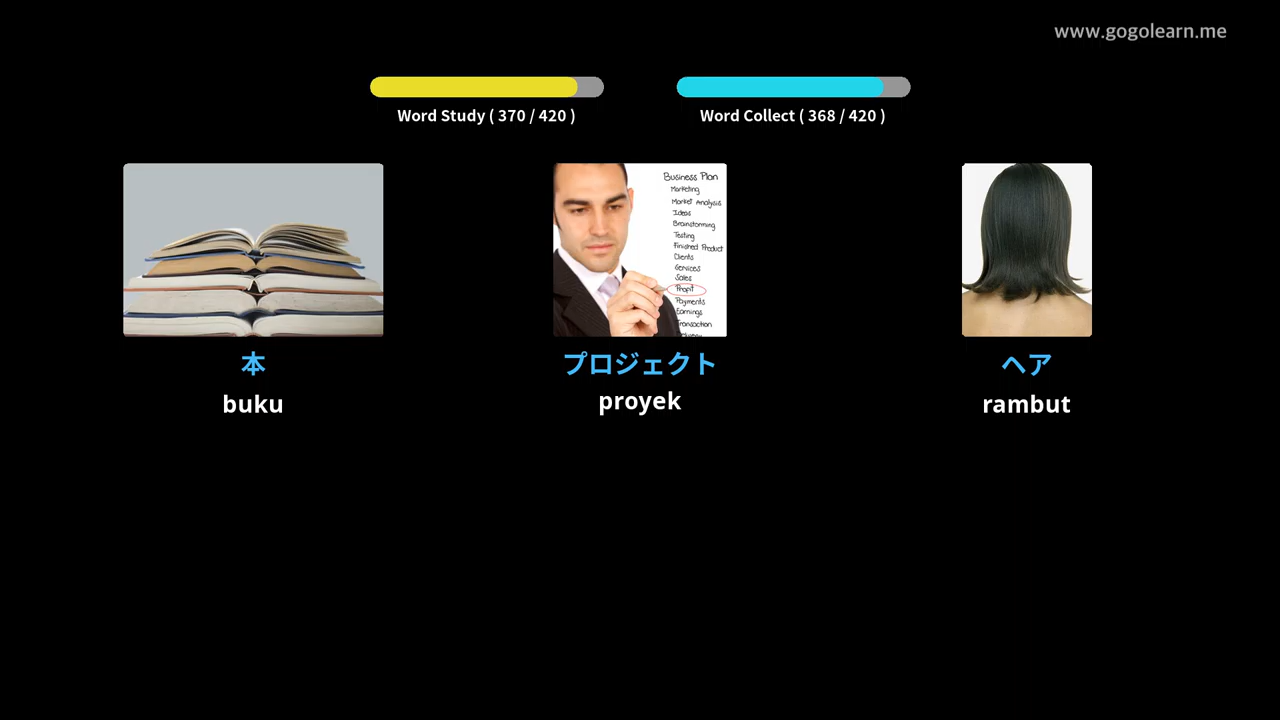 www.gogolearn.me
Word Study ( 370 / 420 )
Word Collect ( 368 / 420 )
Business Plan
Marketing
Market Analysis
Ideas
Brainstorming
Testing
Finished Product
Clients
Services
Sales
Profit
Payments
Earnings
Transaction
本
プロジェクト
ヘア
buku
proyek
rambut